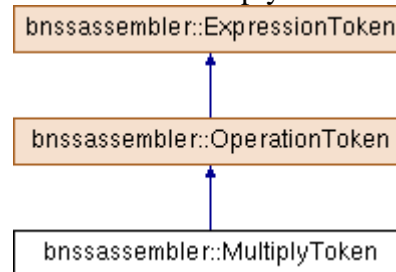 bnssassembler::ExpressionToken
bnssassembler::OperationToken
bnssassembler::MultiplyToken